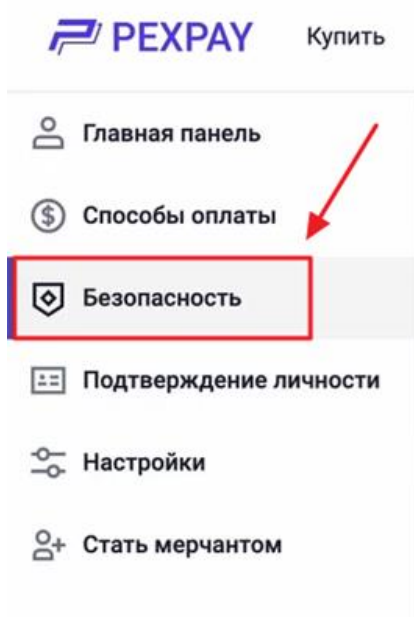 PEXPAY Купить
Главная панель
Способы оплаты
Безопасность
Подтверждение личности
Настройки
Стать мерчантом